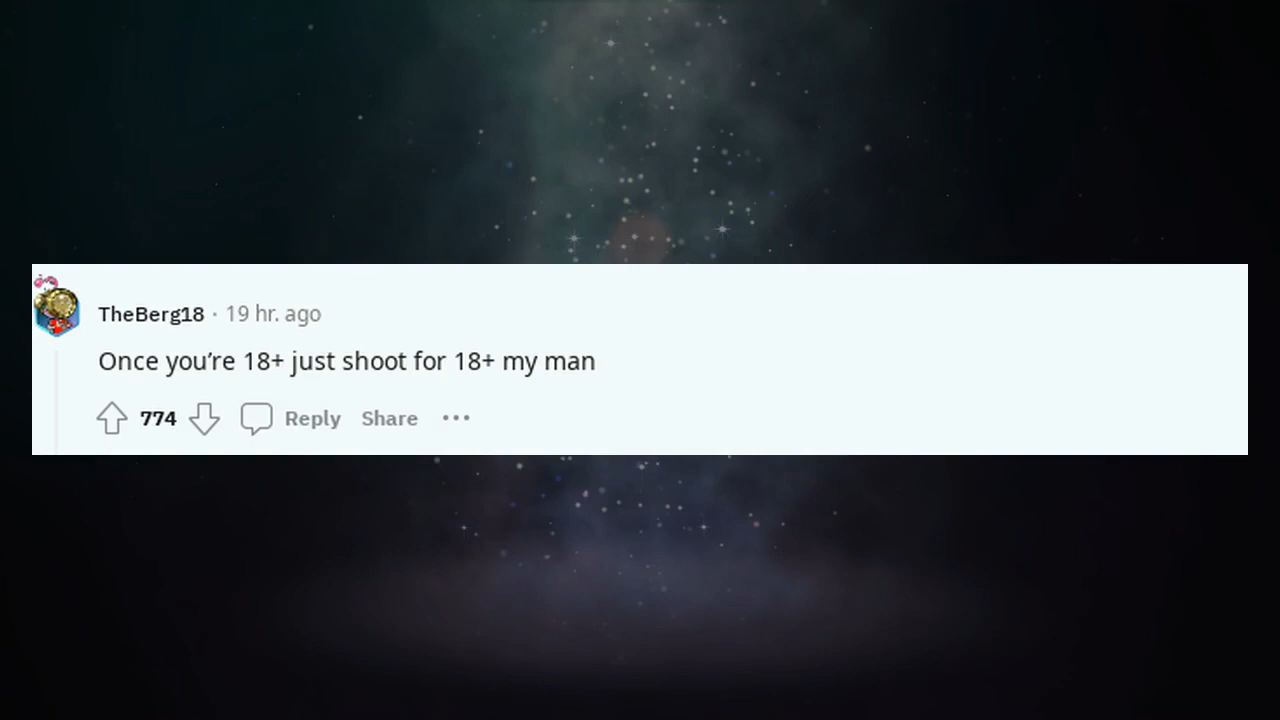 TheBerg18 · 19 hr. ago
Once you’re 18+ just shoot for 18+ my man
774 Reply Share ···